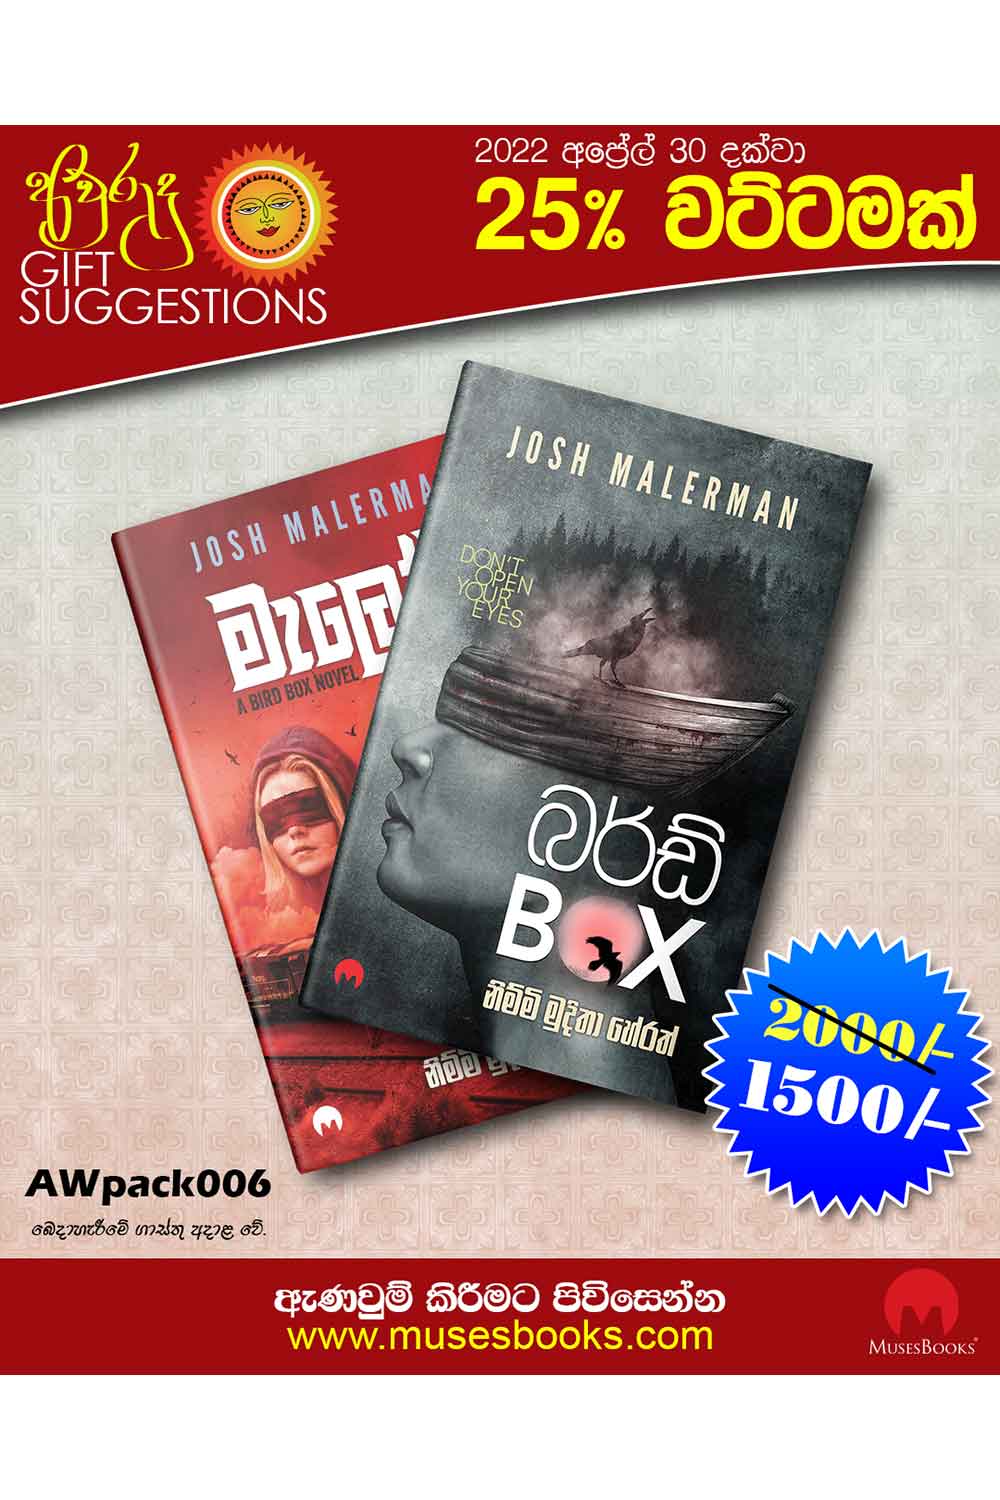 අවුරුදු
GIFT
SUGGESTIONS
2022 අප්‍රේල් 30 දක්වා
25% වට්ටමක්
JOSH MALERMAN
DON'T
OPEN
YOUR
EYES
බර්ඩ්
BOX
නිම්මි මුදිතා හේරත්
JOSH
A BIRD BOX NOVEL
නිම්මි
2000/-
1500/-
AWpack006
බෙදාහැරීමේ ගාස්තු අදාළ වේ.
ඇණවුම් කිරීමට පිවිසෙන්න
www.musesbooks.com
MUSESBOOKS